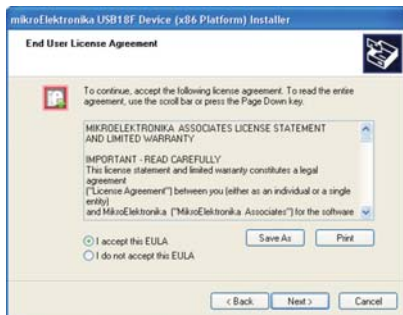 mikroElektronika USB18F Device (x86 Platform) Installer
End User License Agreement
To continue, accept the following license agreement. To read the entire
agreement, use the scroll bar or press the Page Down key.
MIKROELEKTRONIKA ASSOCIATES LICENSE STATEMENT
AND LIMITED WARRANTY
IMPORTANT - READ CAREFULLY
This license statement and limited warranty constitutes a legal
agreement
("License Agreement") between you (either as an individual or a single
entity)
and MikroElektronika ("MikroElektronika Associates") for the software
I accept this EULA
Save As
Print
I do not accept this EULA
< Back
Next >
Cancel